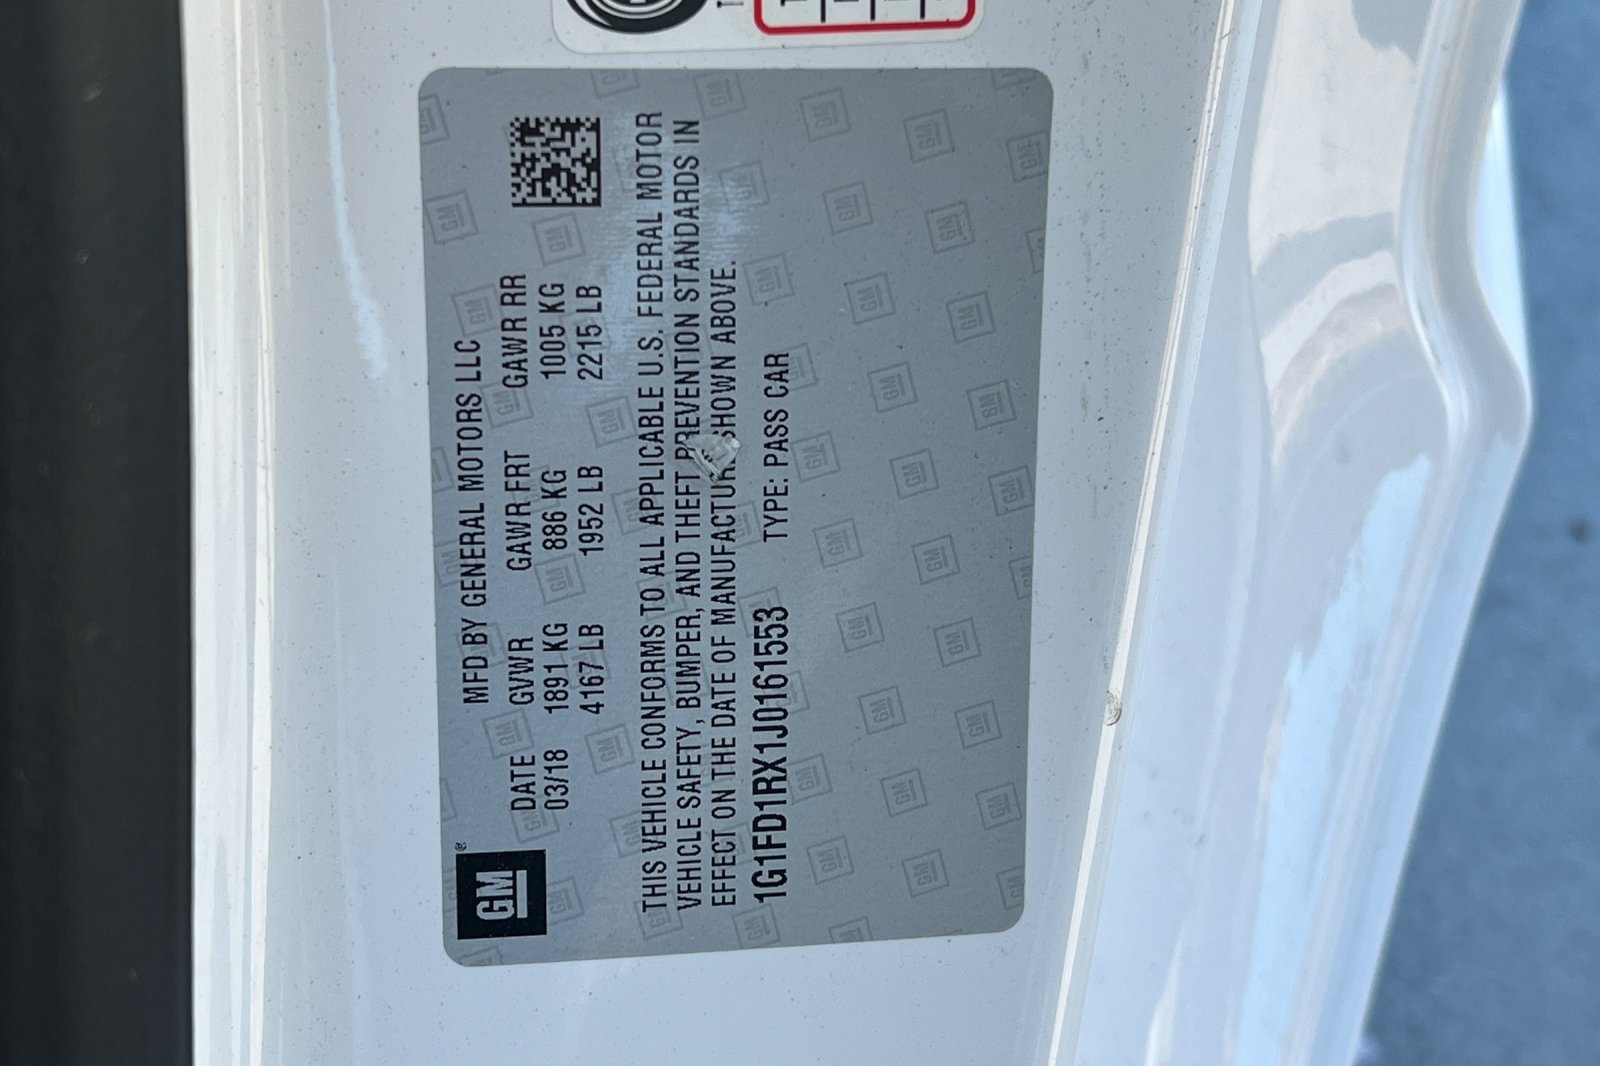 GM
MFD BY GENERAL MOTORS LLC
DATE GVWR GAWR FRT GAWR RR
03/18 1891 KG 886 KG 1005 KG
4167 LB 1952 LB 2215 LB
THIS VEHICLE CONFORMS TO ALL APPLICABLE U.S. FEDERAL MOTOR
VEHICLE SAFETY, BUMPER, AND THEFT PREVENTION STANDARDS IN
EFFECT ON THE DATE OF MANUFACTURE SHOWN ABOVE.
1G1FD1RX1J0161553 TYPE: PASS CAR